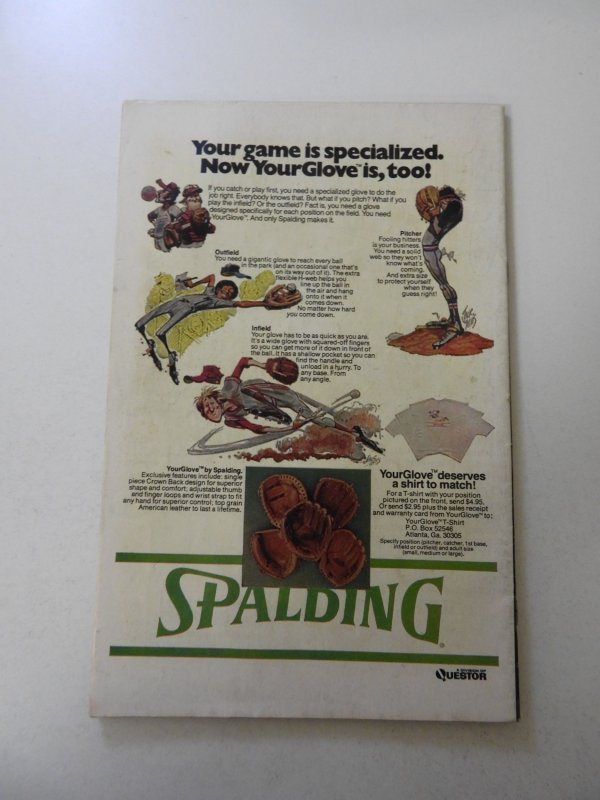 Your game is specialized.
Now YourGlove™ is, too!
If you catch or play first, you need a specialized glove to do the
job right. Everybody knows that. But what if you pitch? What if you
play the infield? Or the outfield? Fact is, you need a glove
designed specifically for each position on the field. You need
YourGlove™. And only Spalding makes it.
Pitcher
Fooling hitters
is your business.
You need a solid
web so they won't
know what's
coming.
And extra size
to protect yourself
when they
guess right!
Outfield
You need a gigantic glove to reach every ball
in the park (and an occasional one that's
on its way out of it). The extra
flexible H-web helps you
line up the ball in
the air and hang
onto it when it
comes down.
No matter how hard
you come down.
Infield
Your glove has to be as quick as you are.
It's a wide glove with squared-off fingers
so you can get more of it down in front of
the ball. It has a shallow pocket so you can
find the handle and
unload in a hurry. To
any base. From
any angle.
YourGlove™ by Spalding.
Exclusive features include: single
piece Crown Back design for superior
shape and comfort; adjustable thumb
and finger loops and wrist strap to fit
any hand for superior control; top grain
American leather to last a lifetime.
YourGlove™ deserves
a shirt to match!
For a T-shirt with your position
pictured on the front, send $4.95.
Or send $2.95 plus the sales receipt
and warranty card from YourGlove™ to:
YourGlove™ T-Shirt
P.O. Box 52546
Atlanta, Ga. 30305
Specify position (pitcher, catcher, 1st base,
infield or outfield) and adult size
(small, medium or large).
SPALDING®
A DIVISION OF
QUESTOR